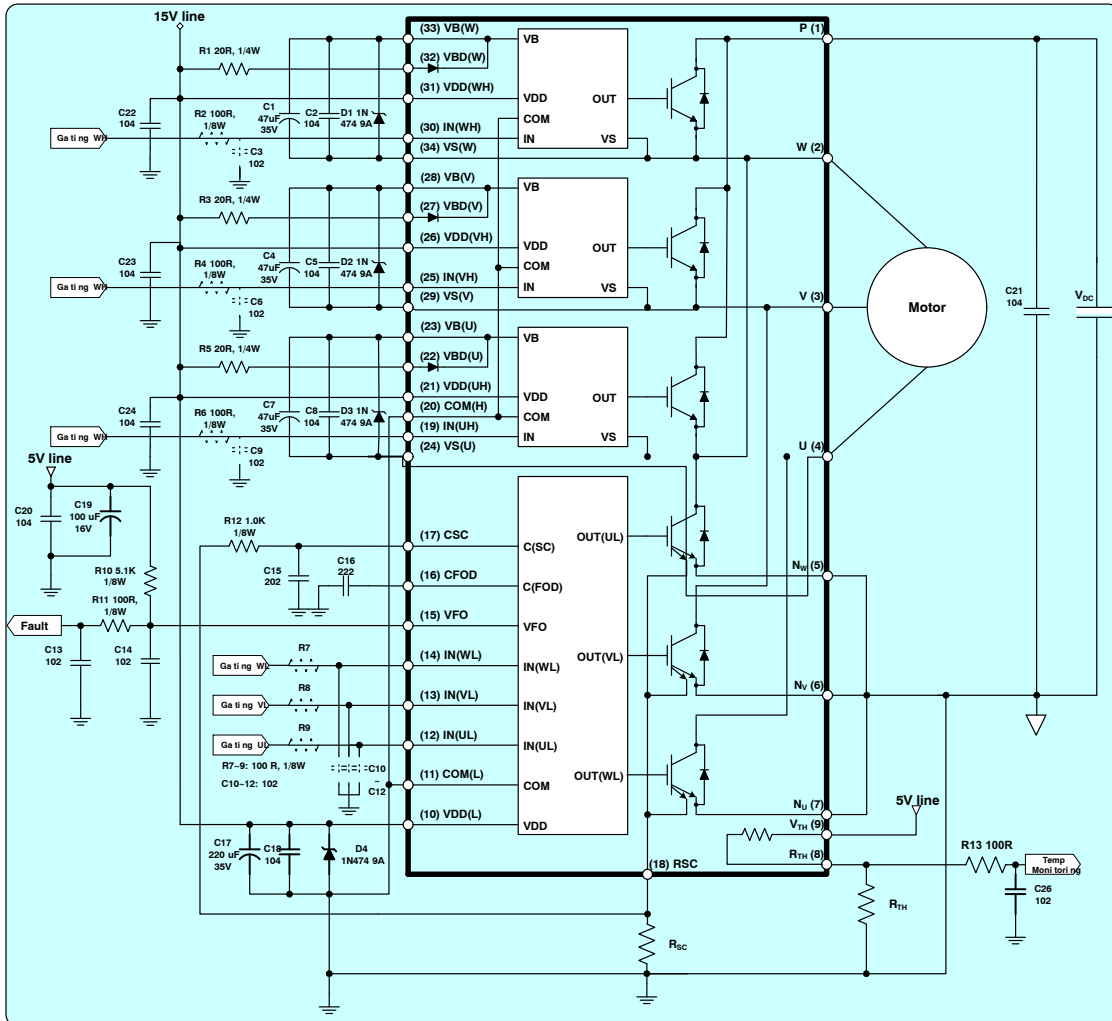 15V line
R1 20R, 1/4W
C22
104
R2 100R,
1/8W
Gating WH
C3
102
C1
47uF
35V
C2
104
D1 1N
474 9A
(33) VB(W)
(32) VBD(W)
(31) VDD(WH)
(30) IN(WH)
(34) VS(W)
VB
VDD
COM
IN
OUT
VS
P (1)
W (2)
R3 20R, 1/4W
C23
104
R4 100R,
1/8W
Gating WH
C6
102
C4
47uF
35V
C5
104
D2 1N
474 9A
(28) VB(V)
(27) VBD(V)
(26) VDD(VH)
(25) IN(VH)
(29) VS(V)
VB
VDD
COM
IN
OUT
VS
V (3)
Motor
C21
104
VDC
R5 20R, 1/4W
C24
104
R6 100R,
1/8W
Gating WH
C9
102
C7
47uF
35V
C8
104
D3 1N
474 9A
(23) VB(U)
(22) VBD(U)
(21) VDD(UH)
(20) COM(H)
(19) IN(UH)
(24) VS(U)
VB
VDD
COM
IN
OUT
VS
U (4)
5V line
C20
104
C19
100 uF
16V
R10 5.1K
1/8W
R11 100R,
1/8W
Fault
C13
102
C14
102
R12 1.0K
1/8W
C15
202
C16
222
(17) CSC
(16) CFOD
(15) VFO
(14) IN(WL)
(13) IN(VL)
(12) IN(UL)
(11) COM(L)
(10) VDD(L)
C(SC)
C(FOD)
VFO
IN(WL)
IN(VL)
IN(UL)
COM
VDD
OUT(UL)
OUT(VL)
OUT(WL)
NW (5)
NV (6)
NU (7)
VTH (9)
RTH (8)
Gating WL
R7
Gating VL
R8
Gating UL
R9
R7~9: 100 R, 1/8W
C10~12: 102
C10
~
C12
C17
220 uF
35V
C18
104
D4
1N474 9A
(18) RSC
RSC
RTH
5V line
R13 100R
Temp
Monitoring
C26
102